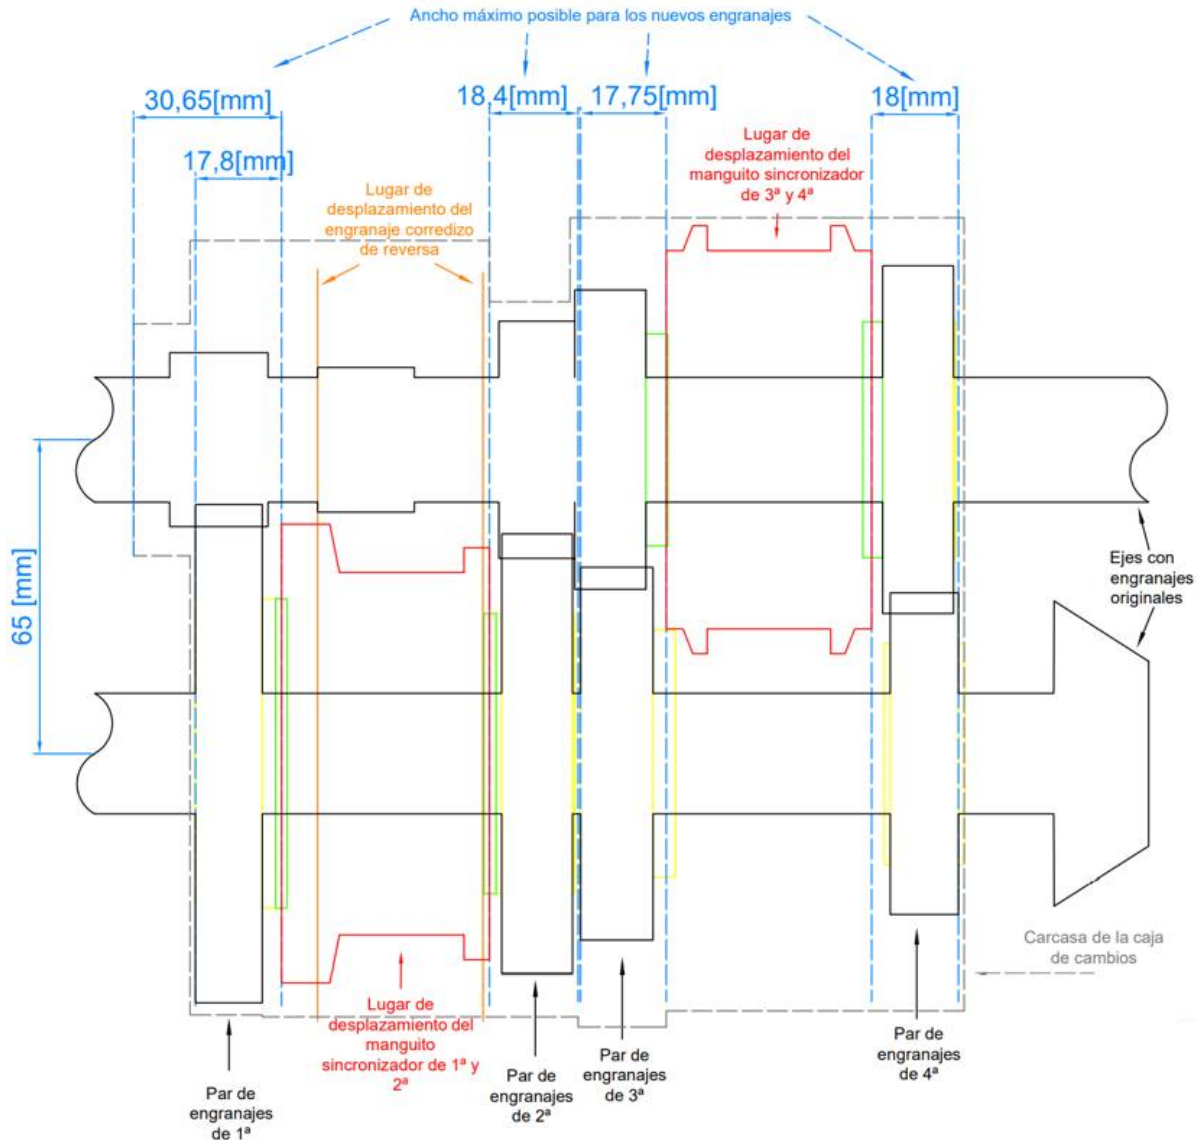 Ancho máximo posible para los nuevos engranajes
30,65[mm]
18,4[mm]
17,75[mm]
18[mm]
17,8[mm]
Lugar de
desplazamiento del
manguito sincronizador
de 3ª y 4ª
Lugar de
desplazamiento del
engranaje corredizo
de reversa
65 [mm]
Ejes con
engranajes
originales
Carcasa de la caja
de cambios
Lugar de
desplazamiento del
manguito
sincronizador de 1ª y
2ª
Par de
engranajes
de 1ª
Par de
engranajes
de 2ª
Par de
engranajes
de 3ª
Par de
engranajes
de 4ª